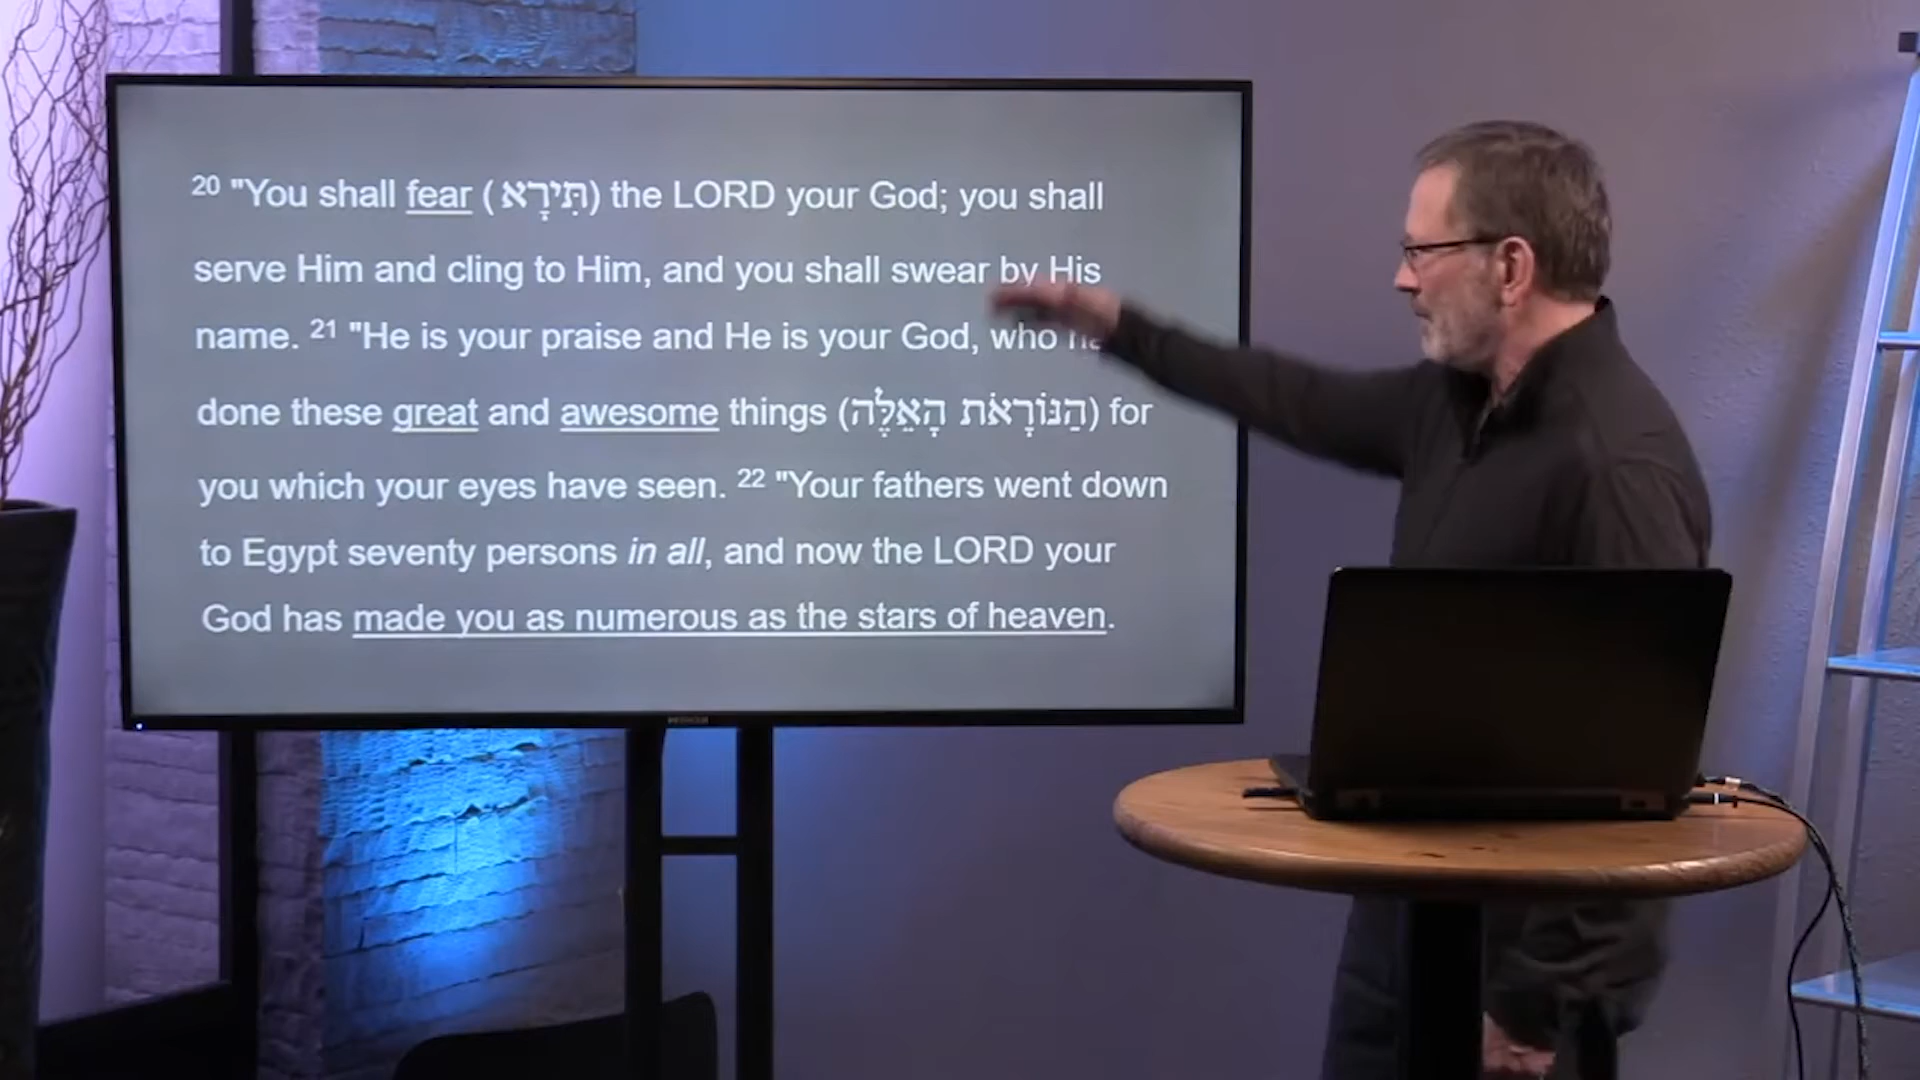 20 "You shall fear (תִּירָא) the LORD your God; you shall
serve Him and cling to Him, and you shall swear by His
name. 21 "He is your praise and He is your God, who
done these great and awesome things (הַנּוֹרָאֹת הָאֵלֶּה) for
you which your eyes have seen. 22 "Your fathers went down
to Egypt seventy persons in all, and now the LORD your
God has made you as numerous as the stars of heaven.